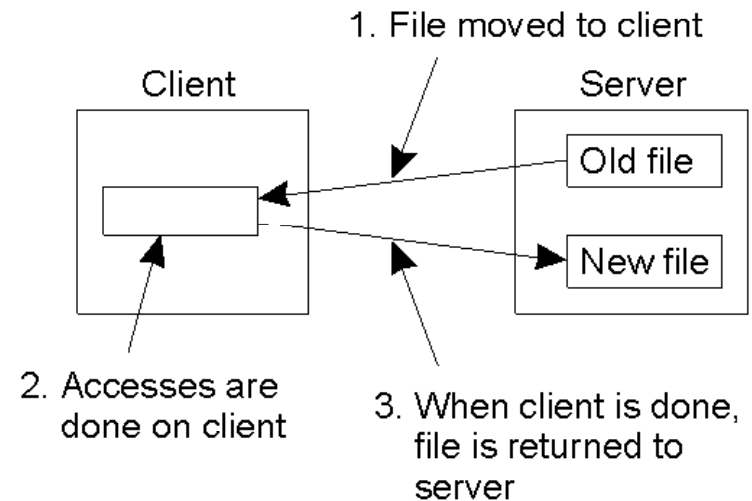 1. File moved to client
Client
Server
Old file
New file
2. Accesses are
done on client
3. When client is done,
file is returned to
server